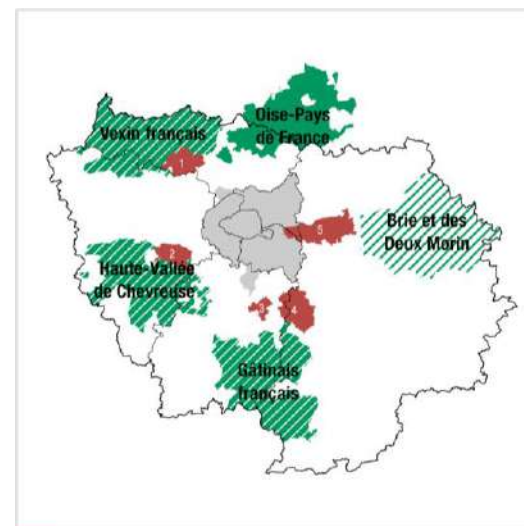 Oise-Pays
de France
Vexin français
1
Brie et des
Deux Morin
5
2
Haute-Vallée
de Chevreuse
3
4
Gâtinais
français